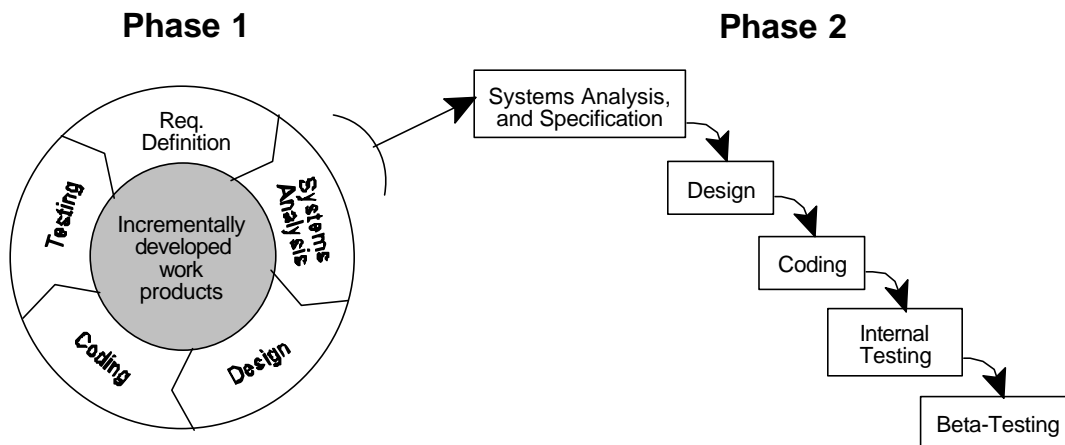 Phase 1
Phase 2
Req.
Definition
Systems
Analysis
Design
Coding
Testing
Incrementally
developed
work
products
Systems Analysis,
and Specification
Design
Coding
Internal
Testing
Beta-Testing